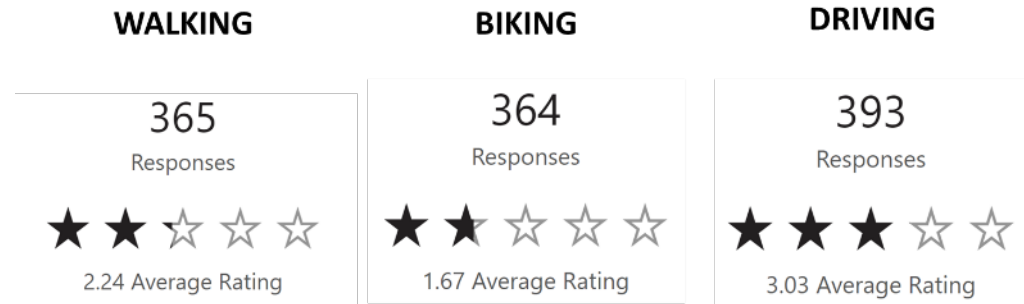 WALKING
365
Responses
2.24 Average Rating
BIKING
364
Responses
1.67 Average Rating
DRIVING
393
Responses
3.03 Average Rating